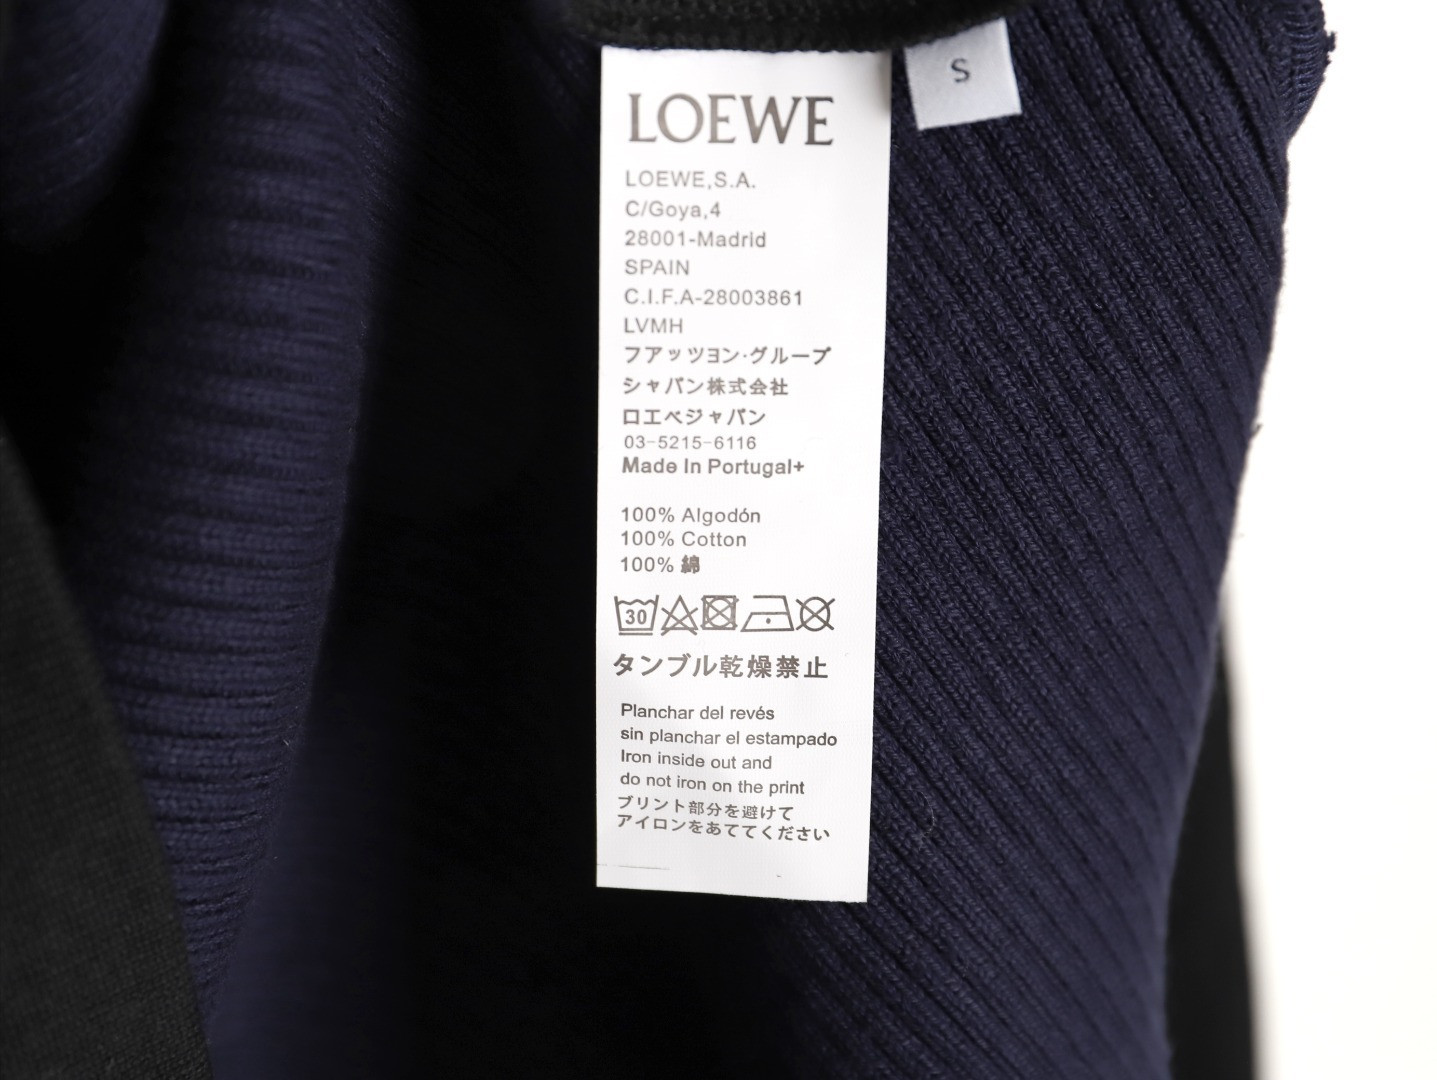 LOEWE
S
LOEWE,S.A.
C/Goya,4
28001-Madrid
SPAIN
C.I.F.A-28003861
LVMH
フアッツヨン·グループ
シャパン株式会社
ロエベジャパン
03-5215-6116
Made In Portugal+
100% Algodón
100% Cotton
100% 綿
30
タンブル乾燥禁止
Planchar del revés
sin planchar el estampado
Iron inside out and
do not iron on the print
プリント部分を避けて
アイロンをあててください